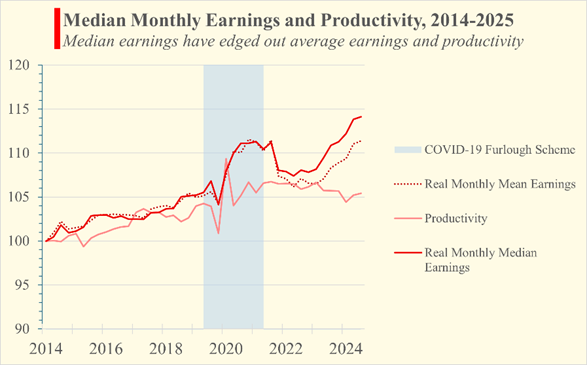 Median Monthly Earnings and Productivity, 2014-2025
Median earnings have edged out average earnings and productivity
120
115
110
105
100
95
90
2014
2016
2018
2020
2022
2024
COVID-19 Furlough Scheme
Real Monthly Mean Earnings
Productivity
Real Monthly Median
Earnings